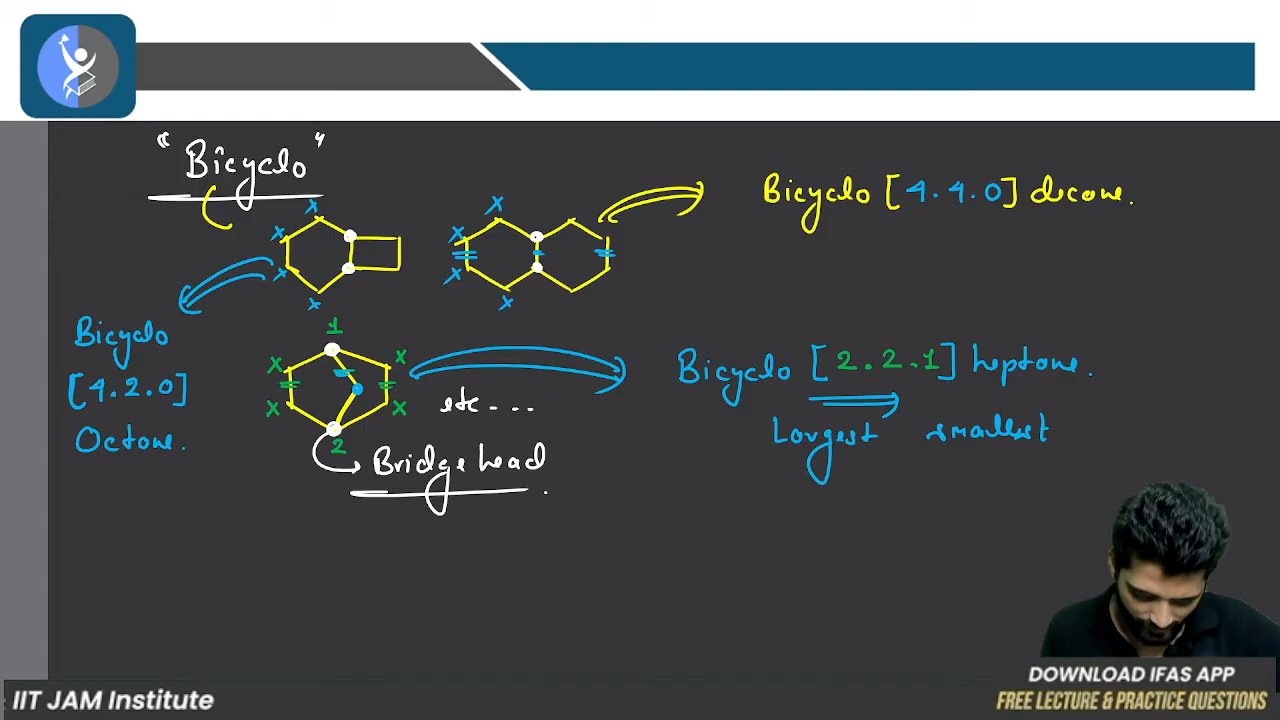 "Bicyclo"
Bicyclo [4.4.0] decane.
x
x
x
x
x
x
x
x
Bicyclo
[4.2.0]
Octane.
1
x
x
x
x
2
etc...
Bridge head
Bicyclo [2.2.1] heptane.
Largest smallest
DOWNLOAD IFAS APP
FREE LECTURE & PRACTICE QUESTIONS
IIT JAM Institute